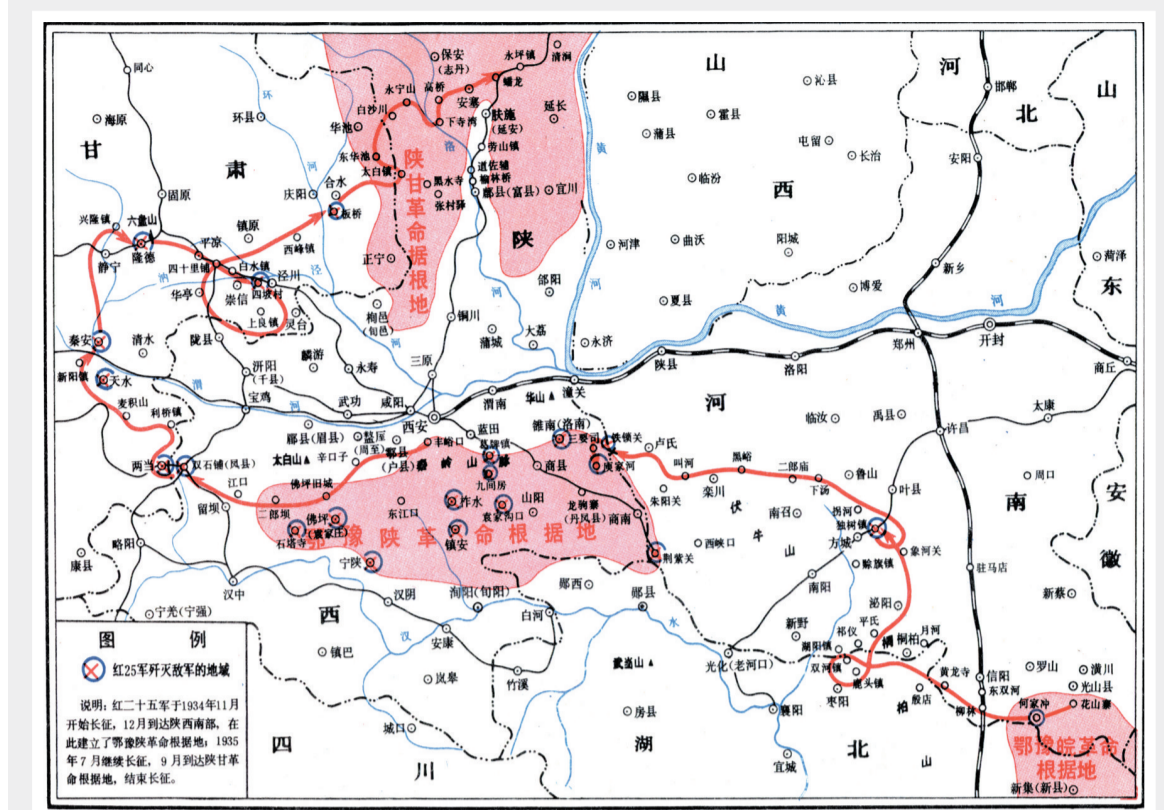 同心
海原
甘
肃
环
环县
河
固原
庆阳
合水
华池
东华池
太白镇
白沙川
永宁山
保安
(志丹)
高桥
下寺湾
洛
安塞
蟠龙
永坪镇
清涧
延长
肤施
(延安)
劳山镇
道佐铺
榆林桥
鄜县(富县)
宜川
黑水寺
张村驿
陕甘革命根据地
陕
板桥
西峰镇
镇原
正宁
兴隆镇
六盘山
隆德
静宁
平凉
四十里铺
白水镇
泾川
泾
河
四坡村
崇信
华亭
上良镇
灵台
陇县
栒邑
(旬邑)
铜川
郃阳
洛
河
蒲城
大荔
秦安
清水
新阳镇
天水
麦积山
利桥镇
渭
河
汧阳
(千县)
宝鸡
麟游
永寿
三原
武功
咸阳
西安
渭南
华山
潼关
郿县(眉县)
盩厔
(周至)
鄠县
(户县)
太白山
辛口子
丰峪口
蓝田
葛牌镇
九间房
秦岭山脉
两当
双石铺(凤县)
江口
留坝
佛坪旧城
二郎坝
佛坪
(袁家庄)
石塔寺
宁陕
东江口
柞水
镇安
山阳
袁家沟口
商县
龙驹寨
(丹凤县)
商南
雒南(洛南)
三要司
铁锁关
庾家河
荆紫关
鄂豫陕革命根据地
略阳
康县
汉中
宁羌(宁强)
西
镇巴
汉阴
洵阳(旬阳)
安康
汉
水
岚皋
竹溪
白河
城口
四
川
郧西
郧县
武当山
房县
湖
北
山
西
隰县
蒲县
霍县
沁县
屯留
长治
临汾
黄
河
河津
曲沃
阳城
夏县
博爱
永济
陕县
洛阳
黄
河
河
北
山
东
邯郸
安阳
新乡
菏泽
郑州
开封
商丘
河
南
临汝
禹县
许昌
太康
卢氏
叫河
黑峪
二郎庙
下汤
鲁山
朱阳关
栾川
伏
牛
山
南召
西峡口
拐河
独树镇
方城
叶县
象河关
赊旗镇
周口
南阳
驻马店
安
徽
新蔡
泌阳
新野
祁仪
平氏
湖阳镇
桐柏
月河
双河镇
鹿头镇
枣阳
殷店
黄龙寺
柏
山
光化(老河口)
襄阳
宜城
信阳
东双河
柳林
罗山
潢川
光山县
何家冲
花山寨
鄂豫皖革命
根据地
新集(新县)
图 例
红25军歼灭敌军的地域
说明:红二十五军于1934年11月
开始长征,12月到达陕西南部,在
此建立了鄂豫陕革命根据地;1935
年7月继续长征,9月到达陕甘革
命根据地,结束长征。